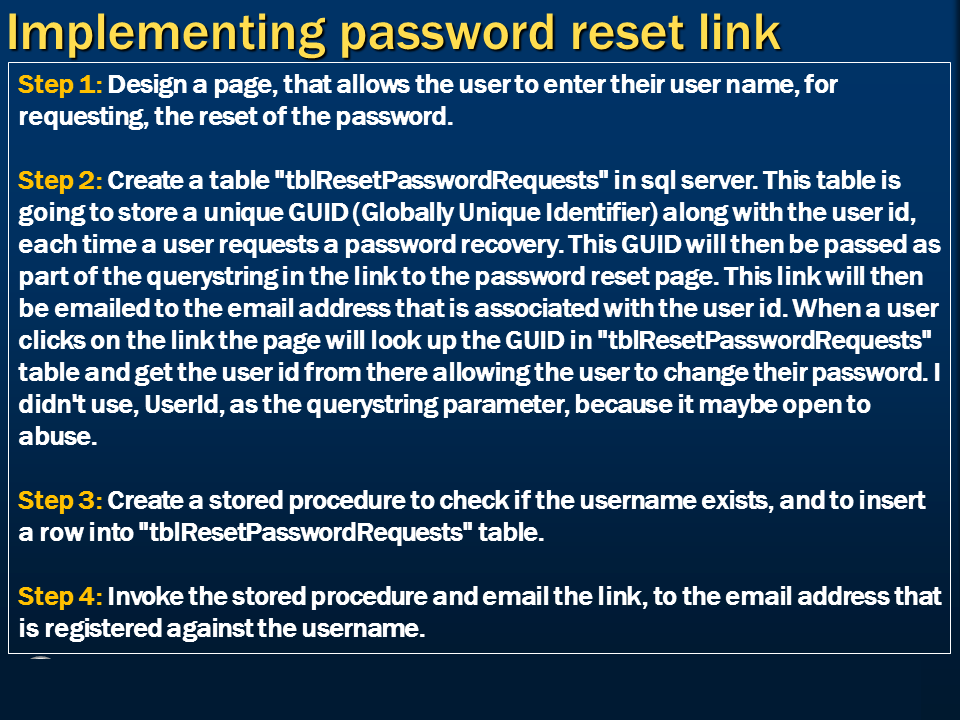 Implementing password reset link
Step 1: Design a page, that allows the user to enter their user name, for
requesting, the reset of the password.
Step 2: Create a table "tblResetPasswordRequests" in sql server. This table is
going to store a unique GUID (Globally Unique Identifier) along with the user id,
each time a user requests a password recovery. This GUID will then be passed as
part of the querystring in the link to the password reset page. This link will then
be emailed to the email address that is associated with the user id. When a user
clicks on the link the page will look up the GUID in "tblResetPasswordRequests"
table and get the user id from there allowing the user to change their password. I
didn't use, UserId, as the querystring parameter, because it maybe open to
abuse.
Step 3: Create a stored procedure to check if the username exists, and to insert
a row into "tblResetPasswordRequests" table.
Step 4: Invoke the stored procedure and email the link, to the email address that
is registered against the username.